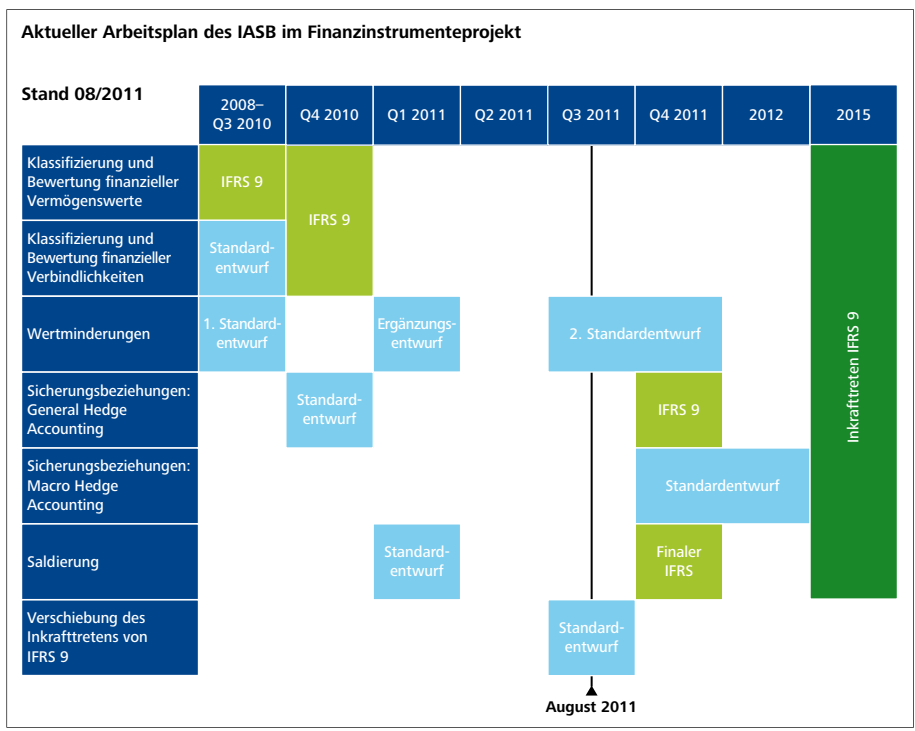 Aktueller Arbeitsplan des IASB im Finanzinstrumenteprojekt
Stand 08/2011
2008–
Q3 2010
Q4 2010
Q1 2011
Q2 2011
Q3 2011
Q4 2011
2012
2015
Klassifizierung und
Bewertung finanzieller
Vermögenswerte
IFRS 9
IFRS 9
Klassifizierung und
Bewertung finanzieller
Verbindlichkeiten
Standard-
entwurf
Wertminderungen
1. Standard-
entwurf
Ergänzungs-
entwurf
2. Standardentwurf
Sicherungsbeziehungen:
General Hedge
Accounting
Standard-
entwurf
IFRS 9
Sicherungsbeziehungen:
Macro Hedge
Accounting
Standardentwurf
Saldierung
Standard-
entwurf
Finaler
IFRS
Inkrafttreten IFRS 9
Verschiebung des
Inkrafttretens von
IFRS 9
Standard-
entwurf
August 2011